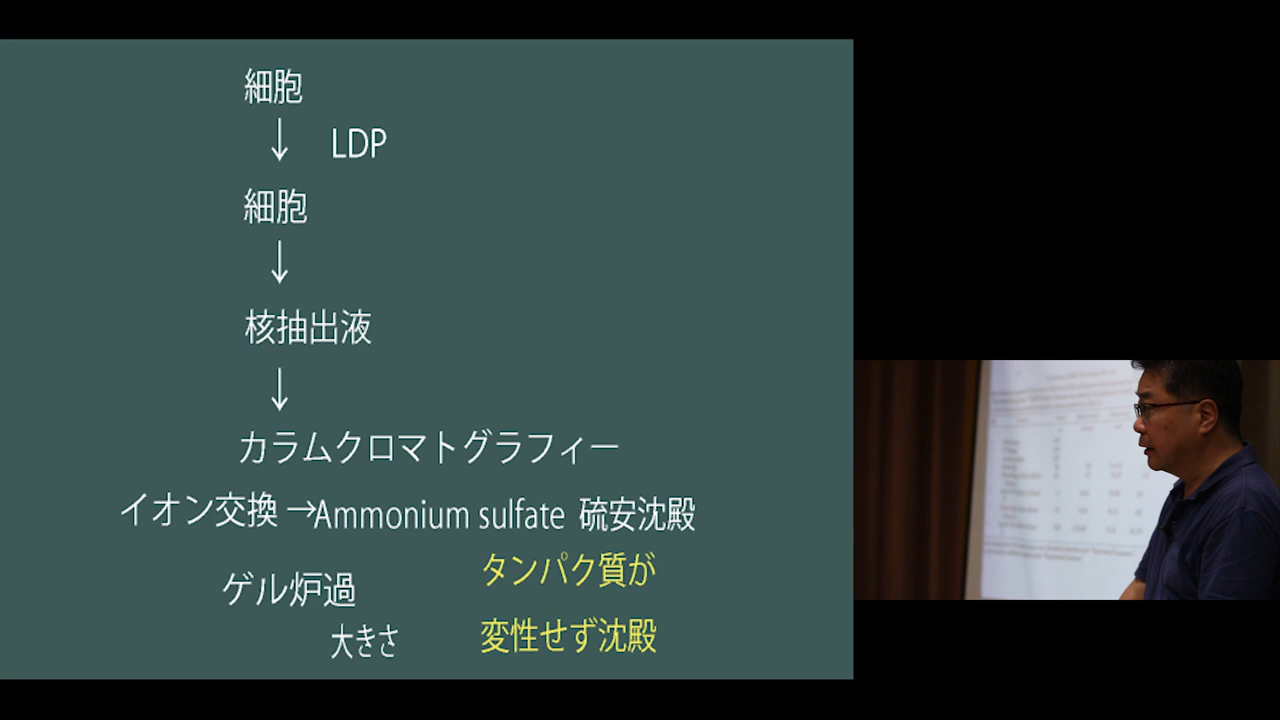 細胞
↓ LDP
細胞
↓
核抽出液
↓
カラムクロマトグラフィー
イオン交換→Ammonium sulfate 硫安沈殿
ゲル炉過
大きさ
タンパク質が
変性せず沈殿